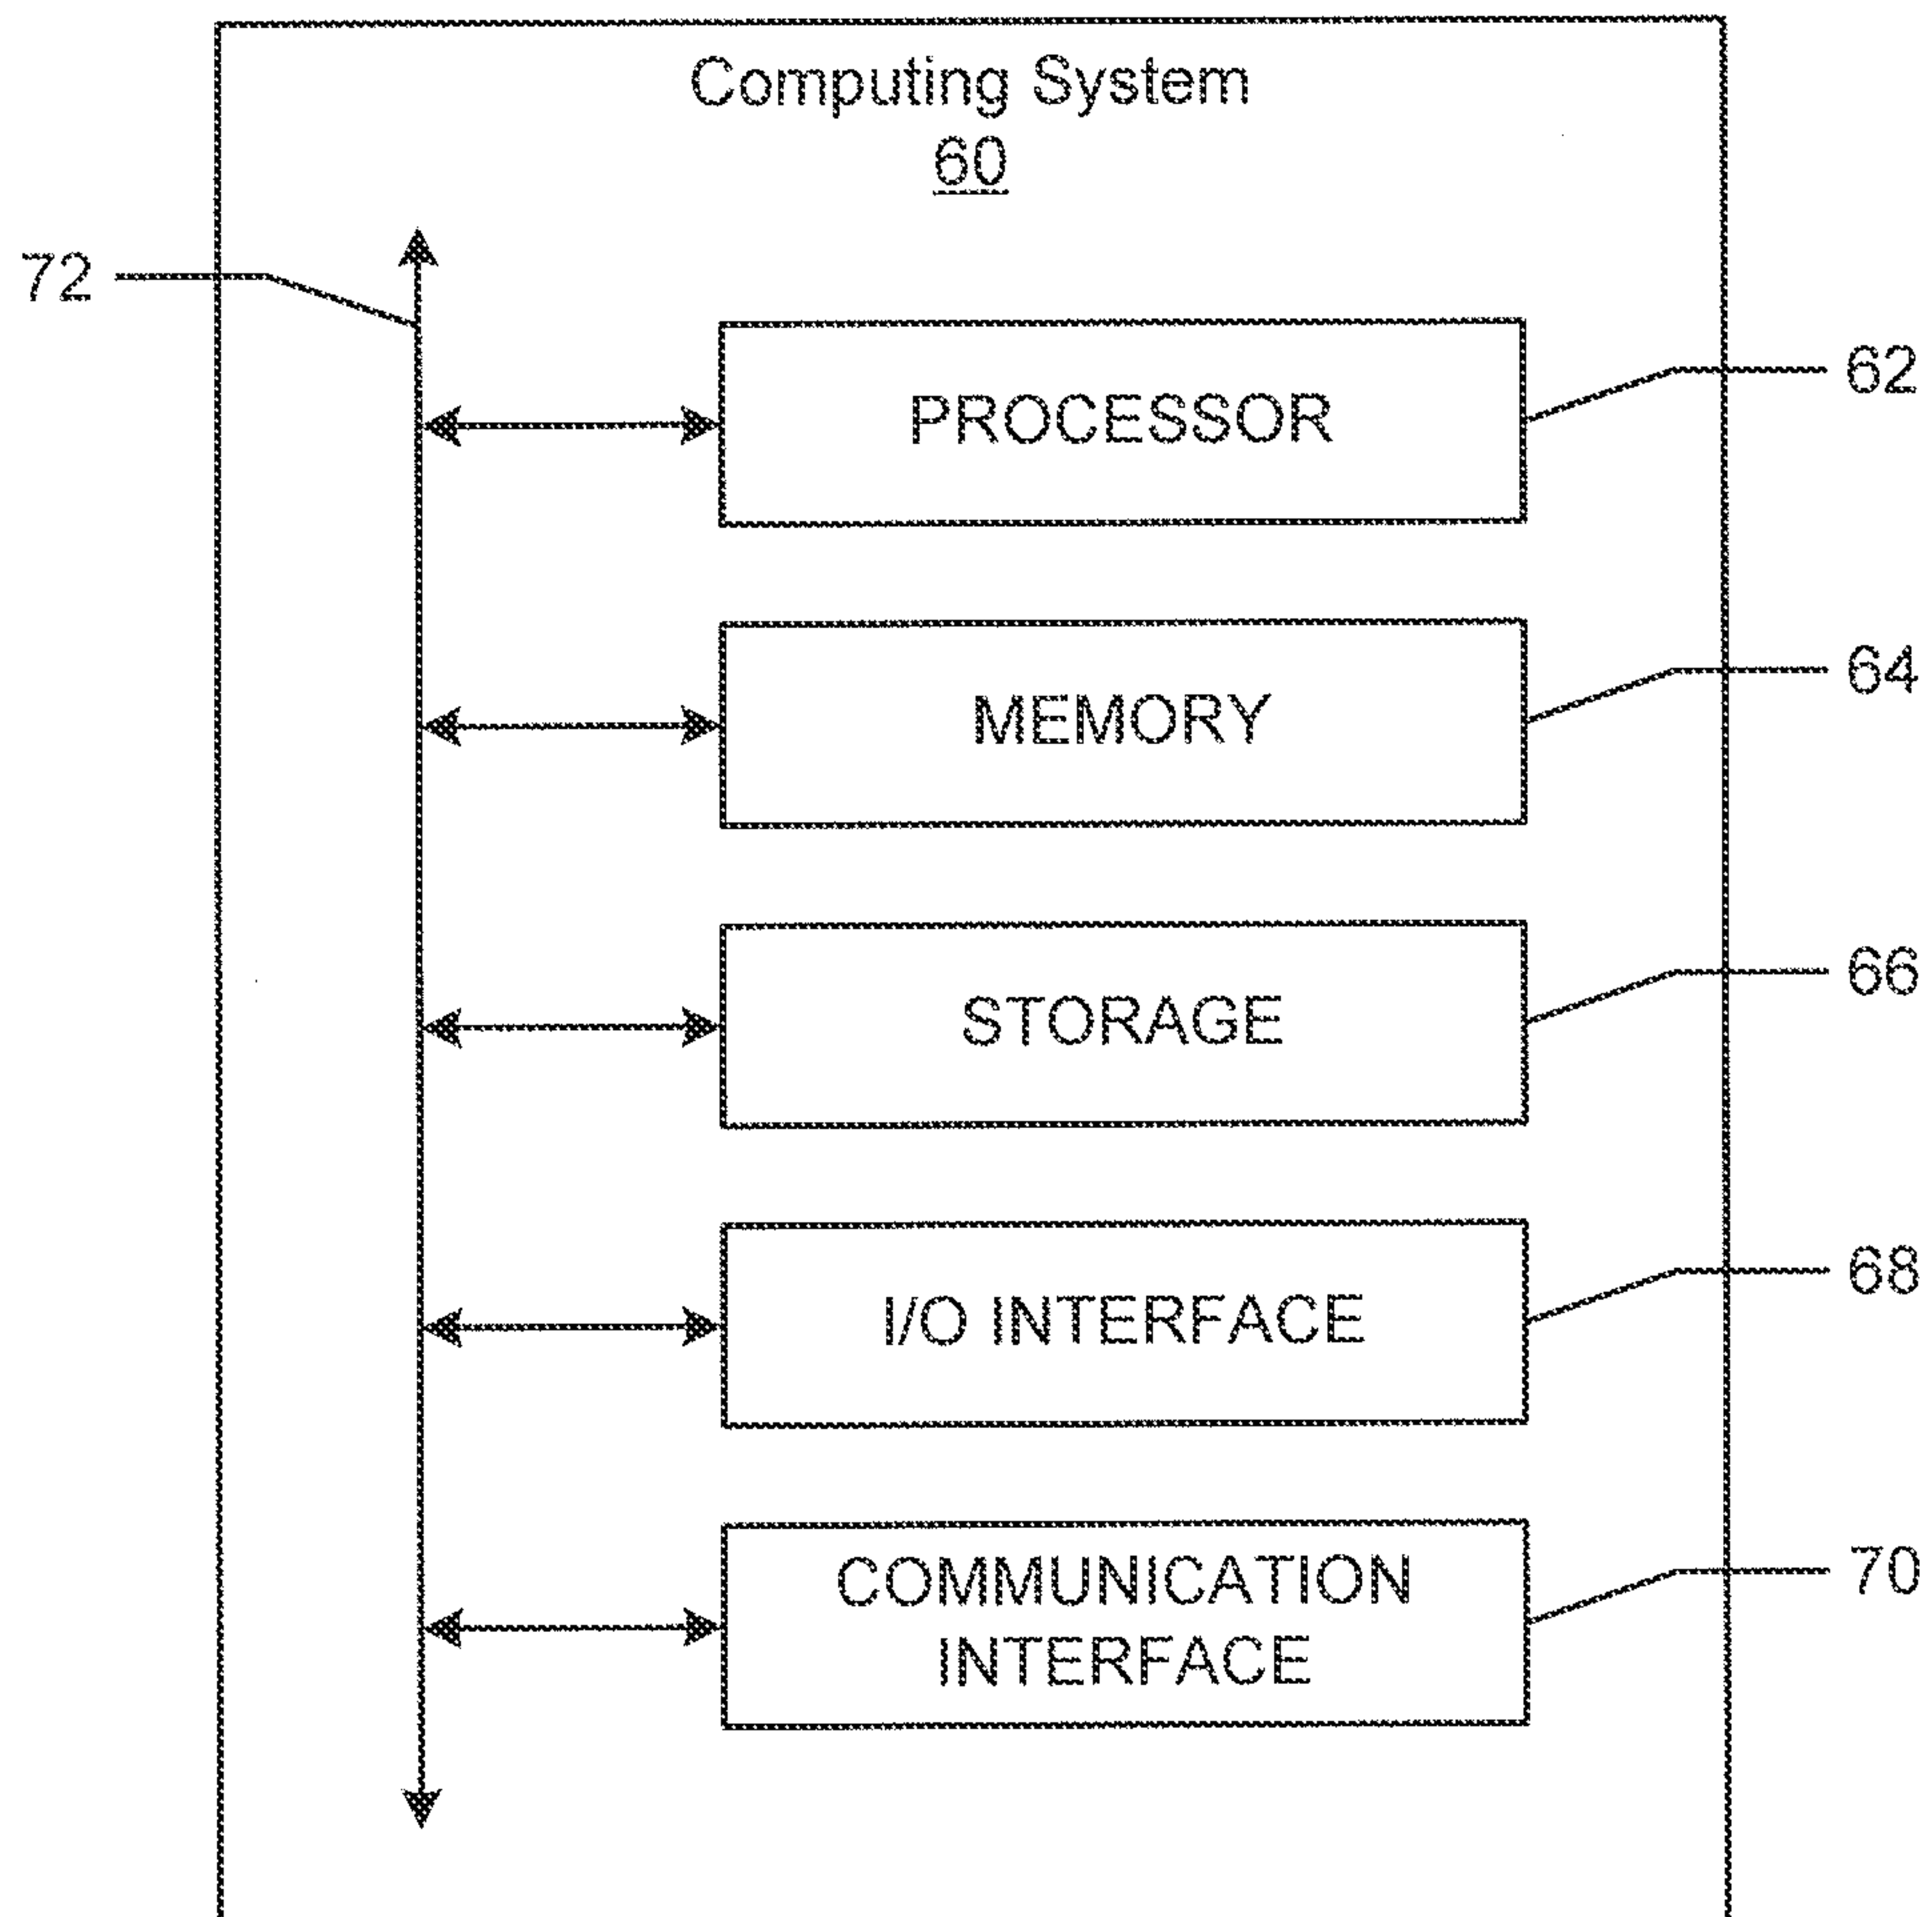 Computing System
60
72
PROCESSOR
62
MEMORY
64
STORAGE
66
I/O INTERFACE
68
COMMUNICATION
INTERFACE
70